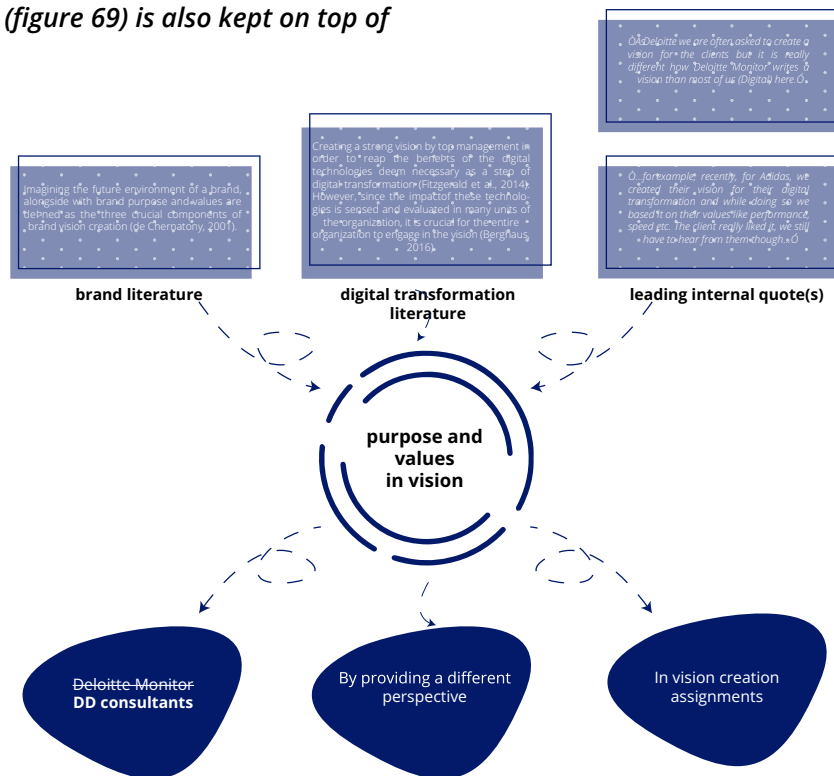 (figure 69) is also kept on top of
ÒAsDeloitte we are often asked to create a
vision for the clients but it is really
different how Deloitte Monitor writes a
vision than most of us (Digital) here.Ó
Imagining the future environment of a brand,
alongside with brand purpose and values are
deÞned as the three crucial components of
brand vision creation (de Chernatony, 2001).
Creating a strong vision by top management in
order to reap the beneÞts of the digital
technologies deem necessary as a step of
digital transformation (Fitzgerald et al., 2014).
However, since the impact of these technolo-
gies is sensed and evaluated in many units of
the organization, it is crucial for the entire
organization to engage in the vision (Berghaus,
2016).
Ò...for example, recently, for Adidas, we
created their vision for their digital
transformation and while doing so we
based it on their values like performance,
speed etc. The client really liked it, we still
have to hear from them though...Ó
brand literature
digital transformation
literature
leading internal quote(s)
purpose and
values
in vision
Deloitte Monitor
DD consultants
By providing a different
perspective
In vision creation
assignments